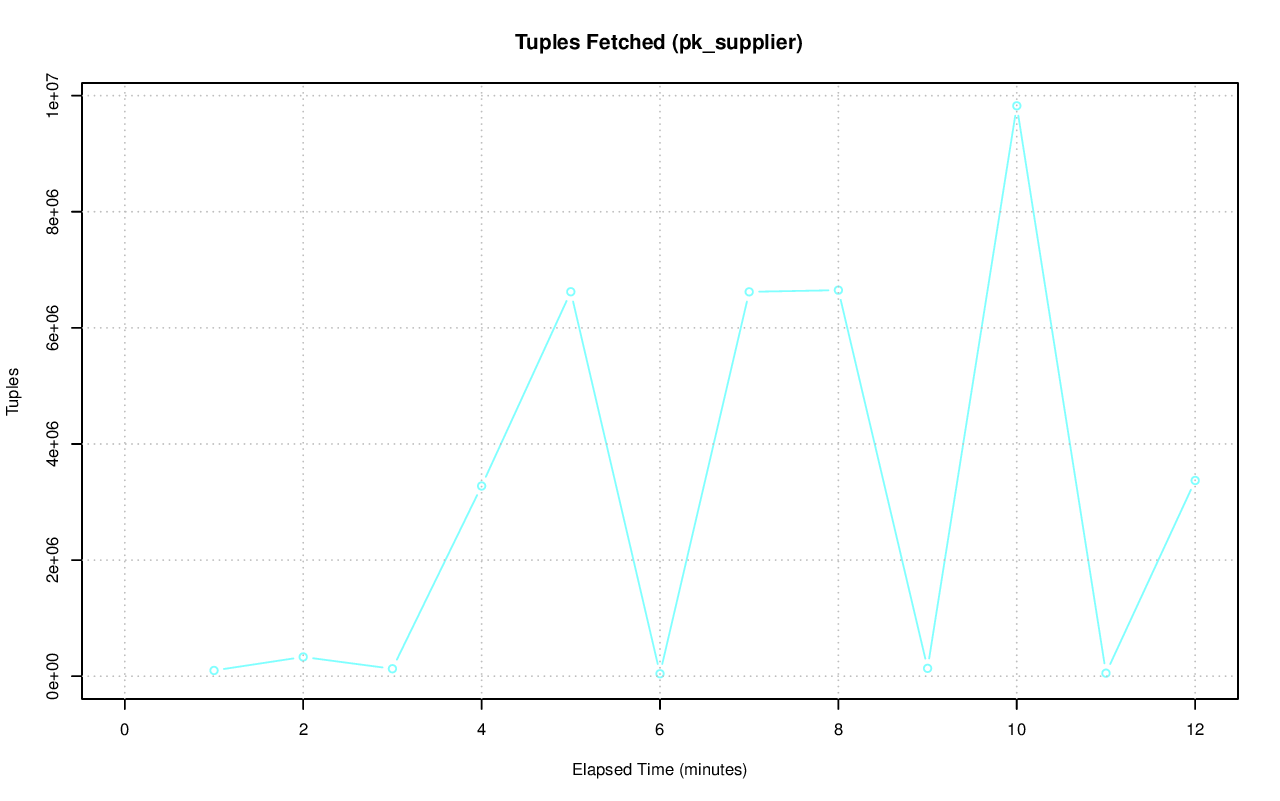 Tuples Fetched (pk_supplier)
1e+07
8e+06
6e+06
4e+06
2e+06
0e+00
Tuples
0 2 4 6 8 10 12
Elapsed Time (minutes)